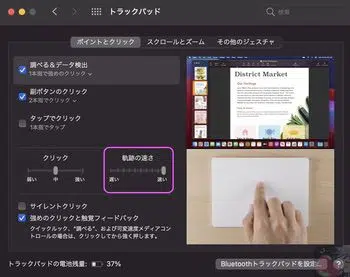 トラックパッド
検索
ポイントとクリック スクロールとズーム その他のジェスチャ
調べる＆データ検出
1本指で強めのクリック
副ボタンのクリック
2本指でクリック
タップでクリック
1本指でタップ
クリック
弱い 中 強い
軌跡の速さ
遅い 速い
サイレントクリック
強めのクリックと触覚フィードバック
クイックルック、"調べる"、および可変速度メディアコン
トロールの場合は、クリックしてから強く押します。
District Market
トラックパッドの電池残量: 37%
Bluetoothトラックパッドを設定...
?